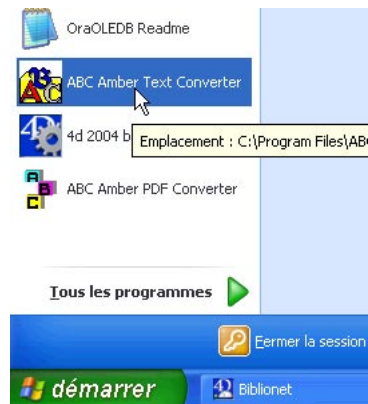 OraOLEDB Readme
ABC Amber Text Converter
4d 2004 b
Emplacement : C:\Program Files\AB
ABC Amber PDF Converter
Tous les programmes
Fermer la session
démarrer
Biblionet